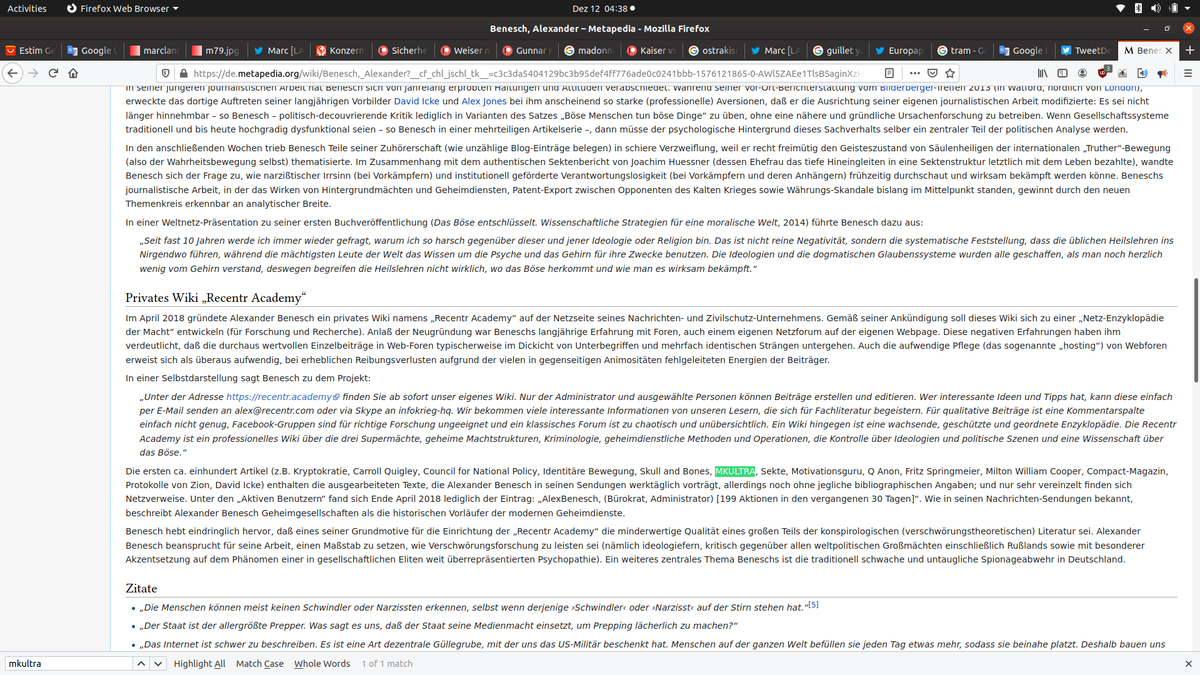 Activities Firefox Web Browser Dez 12 04:38
Benesch, Alexander – Metapedia - Mozilla Firefox
Estim Ge Google marclan m79.jpg Marc [LA Konzern Sicherhe Weiser n Gunnar madonn Kaiser v ostrakis Marc [LA guillet y Europap tram - G Google TweetDe Benes
https://de.metapedia.org/wiki/Benesch,_Alexander?__cf_chl_jschl_tk__=c3c3da5404129bc3b95def4ff776ade0c0241bbb-1576121865-0-AWl5ZAEe1TlsBSaginXz
In seiner jüngeren journalistischen Arbeit hat Benesch sich von jahrelang erprobten Haltungen und Attitüden verabschiedet. Während seiner Vor-Ort-Berichterstattung vom Bilderberger-Treffen 2013 (in Watford, nördlich von London),
erweckte das dortige Auftreten seiner langjährigen Vorbilder David Icke und Alex Jones bei ihm anscheinend so starke (professionelle) Aversionen, daß er die Ausrichtung seiner eigenen journalistischen Arbeit modifizierte: Es sei nicht
länger hinnehmbar – so Benesch – politisch-decouvrierende Kritik lediglich in Varianten des Satzes „Böse Menschen tun böse Dinge“ zu üben, ohne eine nähere und gründliche Ursachenforschung zu betreiben. Wenn Gesellschaftssysteme
traditionell und bis heute hochgradig dysfunktional seien – so Benesch in einer mehrteiligen Artikelserie –, dann müsse der psychologische Hintergrund dieses Sachverhalts selber ein zentraler Teil der politischen Analyse werden.
In den anschließenden Wochen trieb Benesch Teile seiner Zuhörerschaft (wie unzählige Blog-Einträge belegen) in schiere Verzweiflung, weil er recht freimütig den Geisteszustand von Säulenheiligen der internationalen „Truther“-Bewegung
(also der Wahrheitsbewegung selbst) thematisierte. Im Zusammenhang mit dem authentischen Sektenbericht von Joachim Huessner (dessen Ehefrau das tiefe Hineingleiten in eine Sektenstruktur letztlich mit dem Leben bezahlte), wandte
Benesch sich der Frage zu, wie narzißtischer Irrsinn (bei Vorkämpfern) und institutionell geförderte Verantwortungslosigkeit (bei Vorkämpfern und deren Anhängern) frühzeitig durchschaut und wirksam bekämpft werden könne. Beneschs
journalistische Arbeit, in der das Wirken von Hintergrundmächten und Geheimdiensten, Patent-Export zwischen Opponenten des Kalten Krieges sowie Währungs-Skandale bislang im Mittelpunkt standen, gewinnt durch den neuen
Themenkreis erkennbar an analytischer Breite.
In einer Weltnetz-Präsentation zu seiner ersten Buchveröffentlichung (Das Böse entschlüsselt. Wissenschaftliche Strategien für eine moralische Welt, 2014) führte Benesch dazu aus:
„Seit fast 10 Jahren werde ich immer wieder gefragt, warum ich so harsch gegenüber dieser und jener Ideologie oder Religion bin. Das ist nicht reine Negativität, sondern die systematische Feststellung, dass die üblichen Heilslehren ins
Nirgendwo führen, während die mächtigsten Leute der Welt das Wissen um die Psyche und das Gehirn für ihre Zwecke benutzen. Die Ideologien und die dogmatischen Glaubenssysteme wurden alle geschaffen, als man noch herzlich
wenig vom Gehirn verstand, deswegen begreifen die Heilslehren nicht wirklich, wo das Böse herkommt und wie man es wirksam bekämpft.“
Privates Wiki „Recentr Academy“
Im April 2018 gründete Alexander Benesch ein privates Wiki namens „Recentr Academy“ auf der Netzseite seines Nachrichten- und Zivilschutz-Unternehmens. Gemäß seiner Ankündigung soll dieses Wiki sich zu einer „Netz-Enzyklopädie
der Macht“ entwickeln (für Forschung und Recherche). Anlaß der Neugründung war Beneschs langjährige Erfahrung mit Foren, auch einem eigenen Netzforum auf der eigenen Webpage. Diese negativen Erfahrungen haben ihm
verdeutlicht, daß die durchaus wertvollen Einzelbeiträge in Web-Foren typischerweise im Dickicht von Unterbegriffen und mehrfach identischen Strängen untergehen. Auch die aufwendige Pflege (das sogenannte „hosting“) von Webforen
erweist sich als überaus aufwendig, bei erheblichen Reibungsverlusten aufgrund der vielen in gegenseitigen Animositäten fehlgeleiteten Energien der Beiträger.
In einer Selbstdarstellung sagt Benesch zu dem Projekt:
„Unter der Adresse https://recentr.academy finden Sie ab sofort unser eigenes Wiki. Nur der Administrator und ausgewählte Personen können Beiträge erstellen und editieren. Wer interessante Ideen und Tipps hat, kann diese einfach
per E-Mail senden an alex@recentr.com oder via Skype an infokrieg-hq. Wir bekommen viele interessante Informationen von unseren Lesern, die sich für Fachliteratur begeistern. Für qualitative Beiträge ist eine Kommentarspalte
einfach nicht genug, Facebook-Gruppen sind für richtige Forschung ungeeignet und ein klassisches Forum ist zu chaotisch und unübersichtlich. Ein Wiki hingegen ist eine wachsende, geschützte und geordnete Enzyklopädie. Die Recentr
Academy ist ein professionelles Wiki über die drei Supermächte, geheime Machtstrukturen, Kriminologie, geheimdienstliche Methoden und Operationen, die Kontrolle über Ideologien und politische Szenen und eine Wissenschaft über
das Böse.“
Die ersten ca. einhundert Artikel (z.B. Kryptokratie, Carroll Quigley, Council for National Policy, Identitäre Bewegung, Skull and Bones, MKULTRA, Sekte, Motivationsguru, Q Anon, Fritz Springmeier, Milton William Cooper, Compact-Magazin,
Protokolle von Zion, David Icke) enthalten die ausgearbeiteten Texte, die Alexander Benesch in seinen Sendungen werktäglich vorträgt, allerdings noch ohne jegliche bibliographischen Angaben; und nur sehr vereinzelt finden sich
Netzverweise. Unter den „Aktiven Benutzern“ fand sich Ende April 2018 lediglich der Eintrag: „AlexBenesch, (Bürokrat, Administrator) [199 Aktionen in den vergangenen 30 Tagen]“. Wie in seinen Nachrichten-Sendungen bekannt,
beschreibt Alexander Benesch Geheimgesellschaften als die historischen Vorläufer der modernen Geheimdienste.
Benesch hebt eindringlich hervor, daß eines seiner Grundmotive für die Einrichtung der „Recentr Academy“ die minderwertige Qualität eines großen Teils der konspirologischen (verschwörungstheoretischen) Literatur sei. Alexander
Benesch beansprucht für seine Arbeit, einen Maßstab zu setzen, wie Verschwörungsforschung zu leisten sei (nämlich ideologiefern, kritisch gegenüber allen weltpolitischen Großmächten einschließlich Rußlands sowie mit besonderer
Akzentsetzung auf dem Phänomen einer in gesellschaftlichen Eliten weit überrepräsentierten Psychopathie). Ein weiteres zentrales Thema Beneschs ist die traditionell schwache und untaugliche Spionageabwehr in Deutschland.
Zitate
• „Die Menschen können meist keinen Schwindler oder Narzissten erkennen, selbst wenn derjenige ›Schwindler‹ oder ›Narzisst‹ auf der Stirn stehen hat.“[5]
• „Der Staat ist der allergrößte Prepper. Was sagt es uns, daß der Staat seine Medienmacht einsetzt, um Prepping lächerlich zu machen?“
• „Das Internet ist schwer zu beschreiben. Es ist eine Art dezentrale Güllegrube, mit der uns das US-Militär beschenkt hat. Menschen auf der ganzen Welt befüllen sie jeden Tag etwas mehr, sodass sie beinahe platzt. Deshalb bauen uns
mkultra Highlight All Match Case Whole Words 1 of 1 match